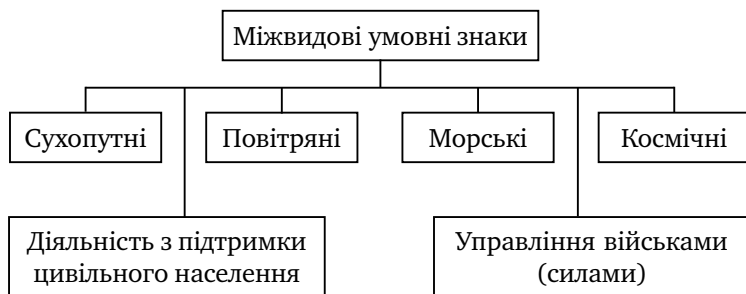 Міжвидові умовні знаки
Сухопутні
Повітряні
Морські
Космічні
Діяльність з підтримки
цивільного населення
Управління військами
(силами)